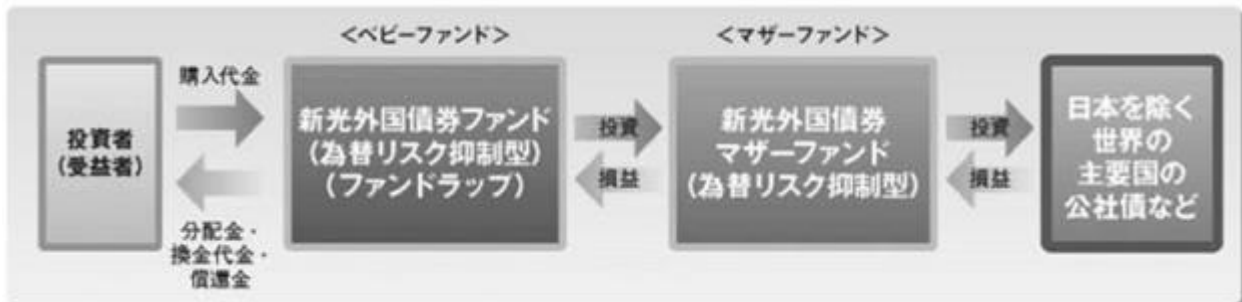 ＜ベビーファンド＞
＜マザーファンド＞
投資者
(受益者)
購入代金
分配金・
換金代金・
償還金
新光外国債券ファンド
(為替リスク抑制型)
(ファンドラップ)
投資
損益
新光外国債券
マザーファンド
(為替リスク抑制型)
投資
損益
日本を除く
世界の
主要国の
公社債など